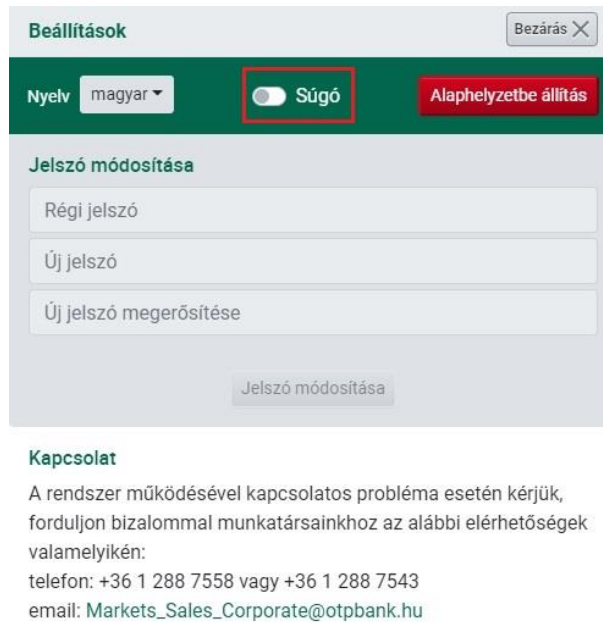 Beállítások
Bezárás
Nyelv magyar Súgó Alaphelyzetbe állítás
Jelszó módosítása
Régi jelszó
Új jelszó
Új jelszó megerősítése
Jelszó módosítása
Kapcsolat
A rendszer működésével kapcsolatos probléma esetén kérjük,
forduljon bizalommal munkatársainkhoz az alábbi elérhetőségek
valamelyikén:
telefon: +36 1 288 7558 vagy +36 1 288 7543
email: Markets_Sales_Corporate@otpbank.hu